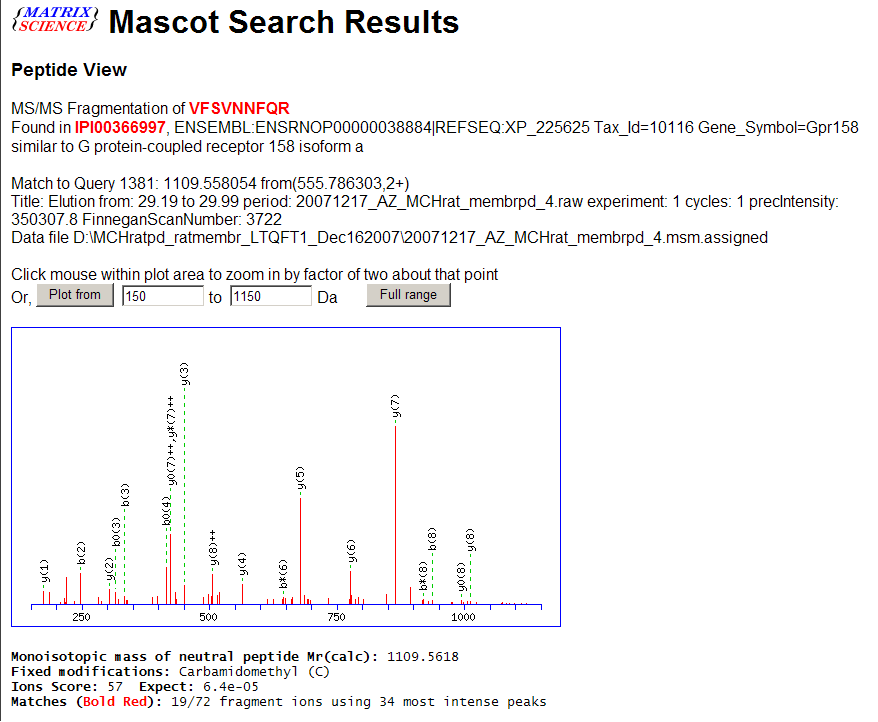 MATRIX
SCIENCE
Mascot Search Results
Peptide View
MS/MS Fragmentation of VFSVNNFQR
Found in IPI00366997, ENSEMBL:ENSRNOP00000038884|REFSEQ:XP_225625 Tax_Id=10116 Gene_Symbol=Gpr158
similar to G protein-coupled receptor 158 isoform a
Match to Query 1381: 1109.558054 from(555.786303,2+)
Title: Elution from: 29.19 to 29.99 period: 20071217_AZ_MCHrat_membrpd_4.raw experiment: 1 cycles: 1 precIntensity:
350307.8 FinneganScanNumber: 3722
Data file D:\MCHratpd_ratmembr_LTQFT1_Dec162007\20071217_AZ_MCHrat_membrpd_4.msm.assigned
Click mouse within plot area to zoom in by factor of two about that point
Or, Plot from 150 to 1150 Da Full range
y(1)
b(2)
y(2)
b0(3)
b(3)
b0(4)
y0(7)++,y*(7)++
y(3)
y(8)++
y(4)
b*(6)
y(5)
y(6)
y(7)
b*(8)
b(8)
y0(8)
y(8)
250 500 750 1000
Monoisotopic mass of neutral peptide Mr(calc): 1109.5618
Fixed modifications: Carbamidomethyl (C)
Ions Score: 57 Expect: 6.4e-05
Matches (Bold Red): 19/72 fragment ions using 34 most intense peaks